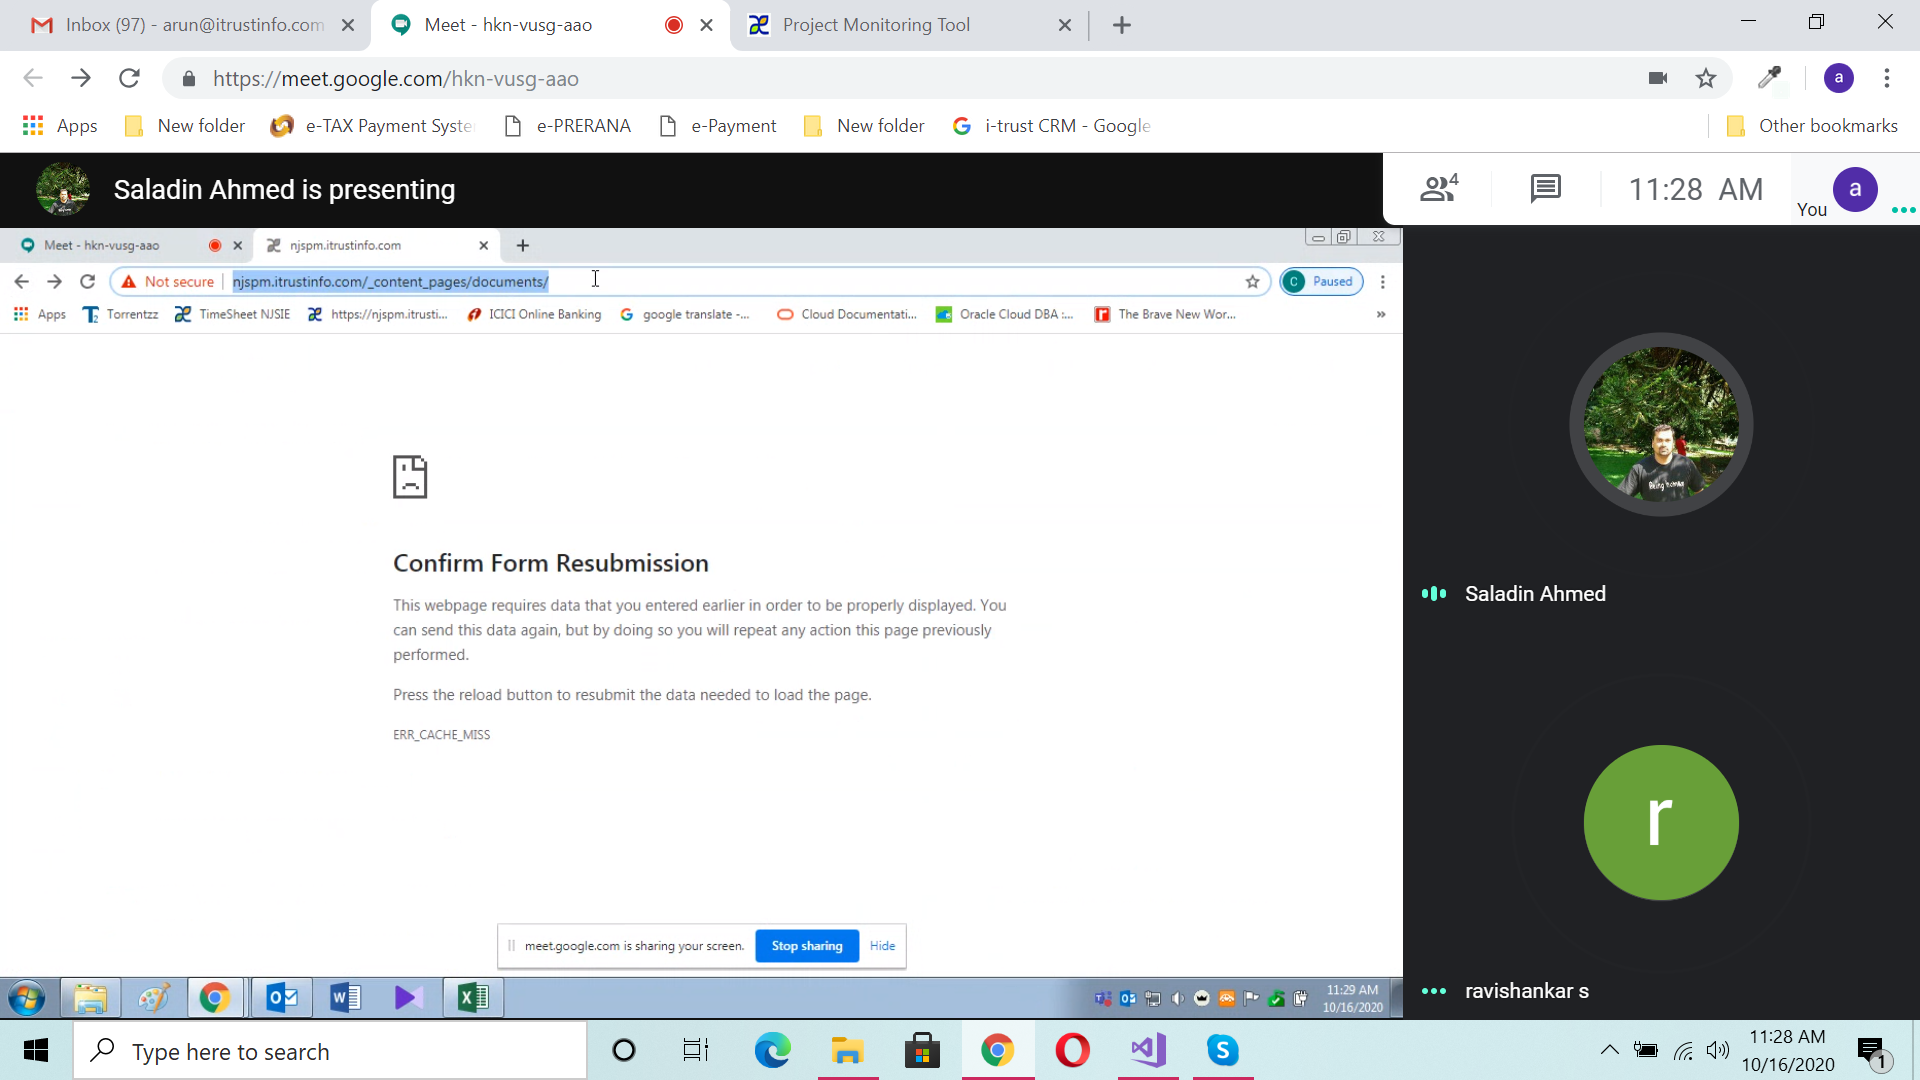 Inbox (97) - arun@itrustinfo.com
Meet - hkn-vusg-aao
Project Monitoring Tool
https://meet.google.com/hkn-vusg-aao
a
Apps
New folder
e-TAX Payment Syste
e-PRERANA
e-Payment
New folder
i-trust CRM - Google
Other bookmarks
Saladin Ahmed is presenting
4
11:28 AM
You
a
Meet - hkn-vusg-aao
njspm.itrustinfo.com
Not secure
njspm.itrustinfo.com/_content_pages/documents/
C Paused
Apps
Torrentzz
TimeSheet NJSIE
https://njspm.itrusti...
ICICI Online Banking
google translate -...
Cloud Documentati...
Oracle Cloud DBA :...
The Brave New Wor...
»
Confirm Form Resubmission
This webpage requires data that you entered earlier in order to be properly displayed. You
can send this data again, but by doing so you will repeat any action this page previously
performed.
Press the reload button to resubmit the data needed to load the page.
ERR_CACHE_MISS
Saladin Ahmed
r
ravishankar s
meet.google.com is sharing your screen.
Stop sharing
Hide
11:29 AM
10/16/2020
Type here to search
11:28 AM
10/16/2020
1